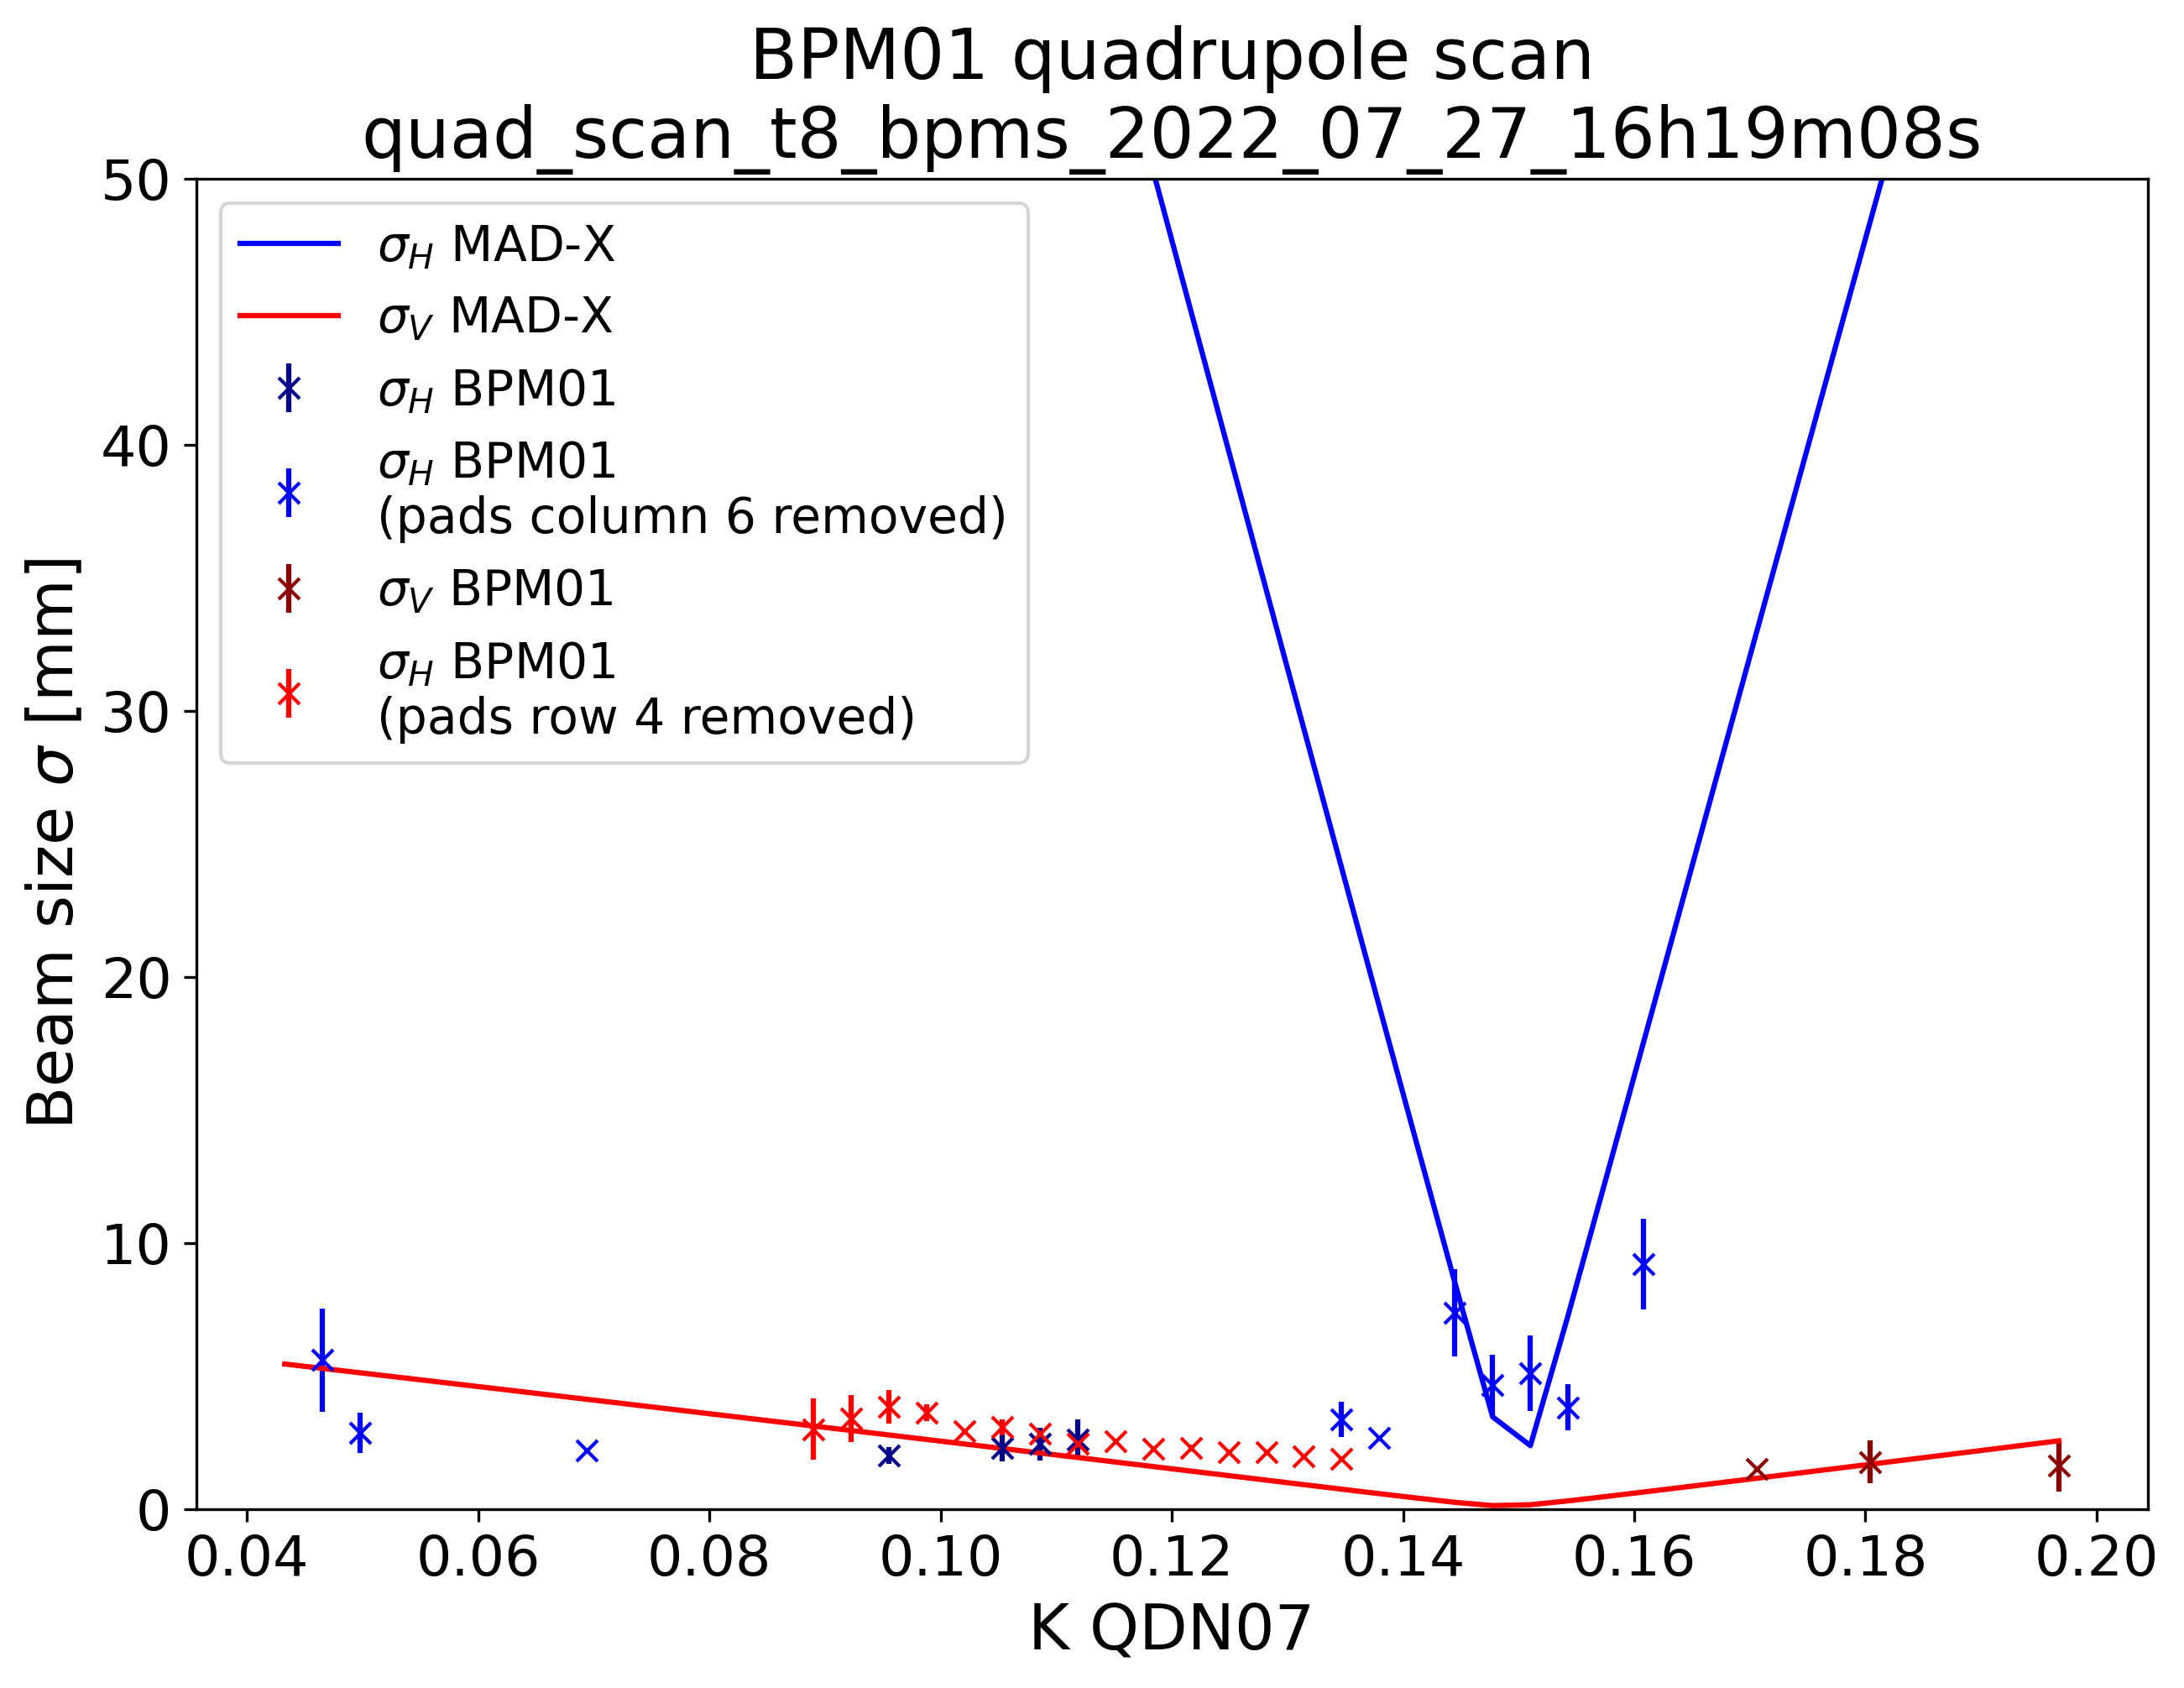 BPM01 quadrupole scan
quad_scan_t8_bpms_2022_07_27_16h19m08s
σH MAD-X
σV MAD-X
σH BPM01
σH BPM01
(pads column 6 removed)
σV BPM01
σH BPM01
(pads row 4 removed)
Beam size σ [mm]
50
40
30
20
10
0
0.04 0.06 0.08 0.10 0.12 0.14 0.16 0.18 0.20
K QDN07